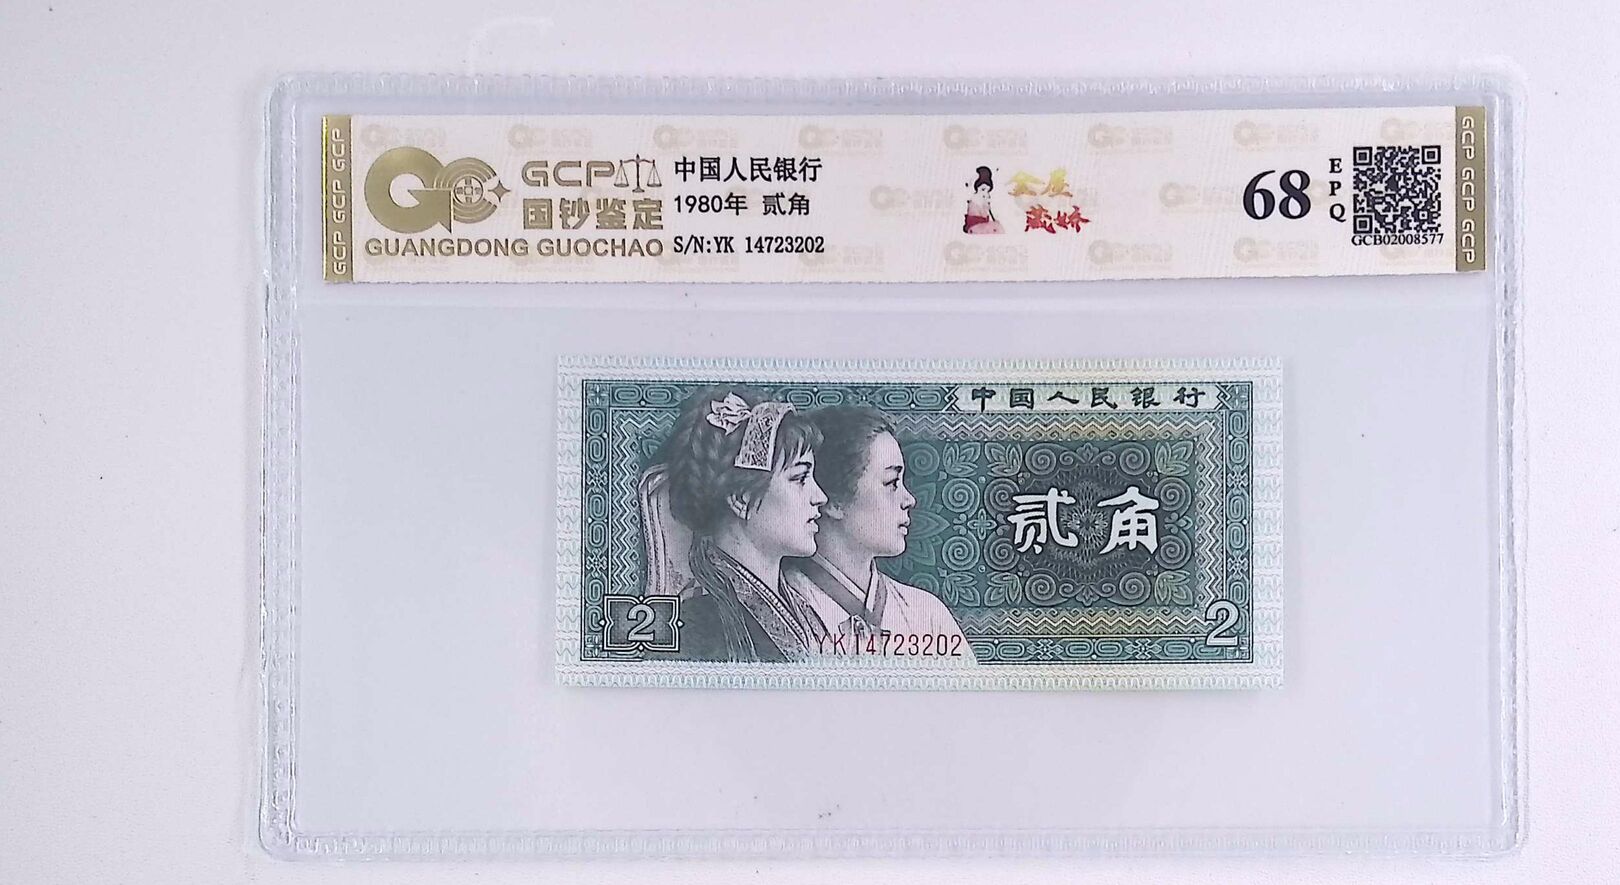 GCP GCP GCP
GCP
国钞鉴定
GUANGDONG GUOCHAO
中国人民银行
1980年 贰角
S/N:YK 14723202
金屋
藏娇
68
EPQ
GCB02008577
GCP GCP GCP
中国人民银行
贰角
2
2
YK14723202